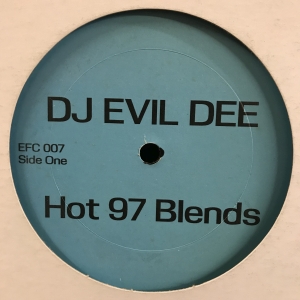 DJ EVIL DEE
EFC 007
Side One
Hot 97 Blends